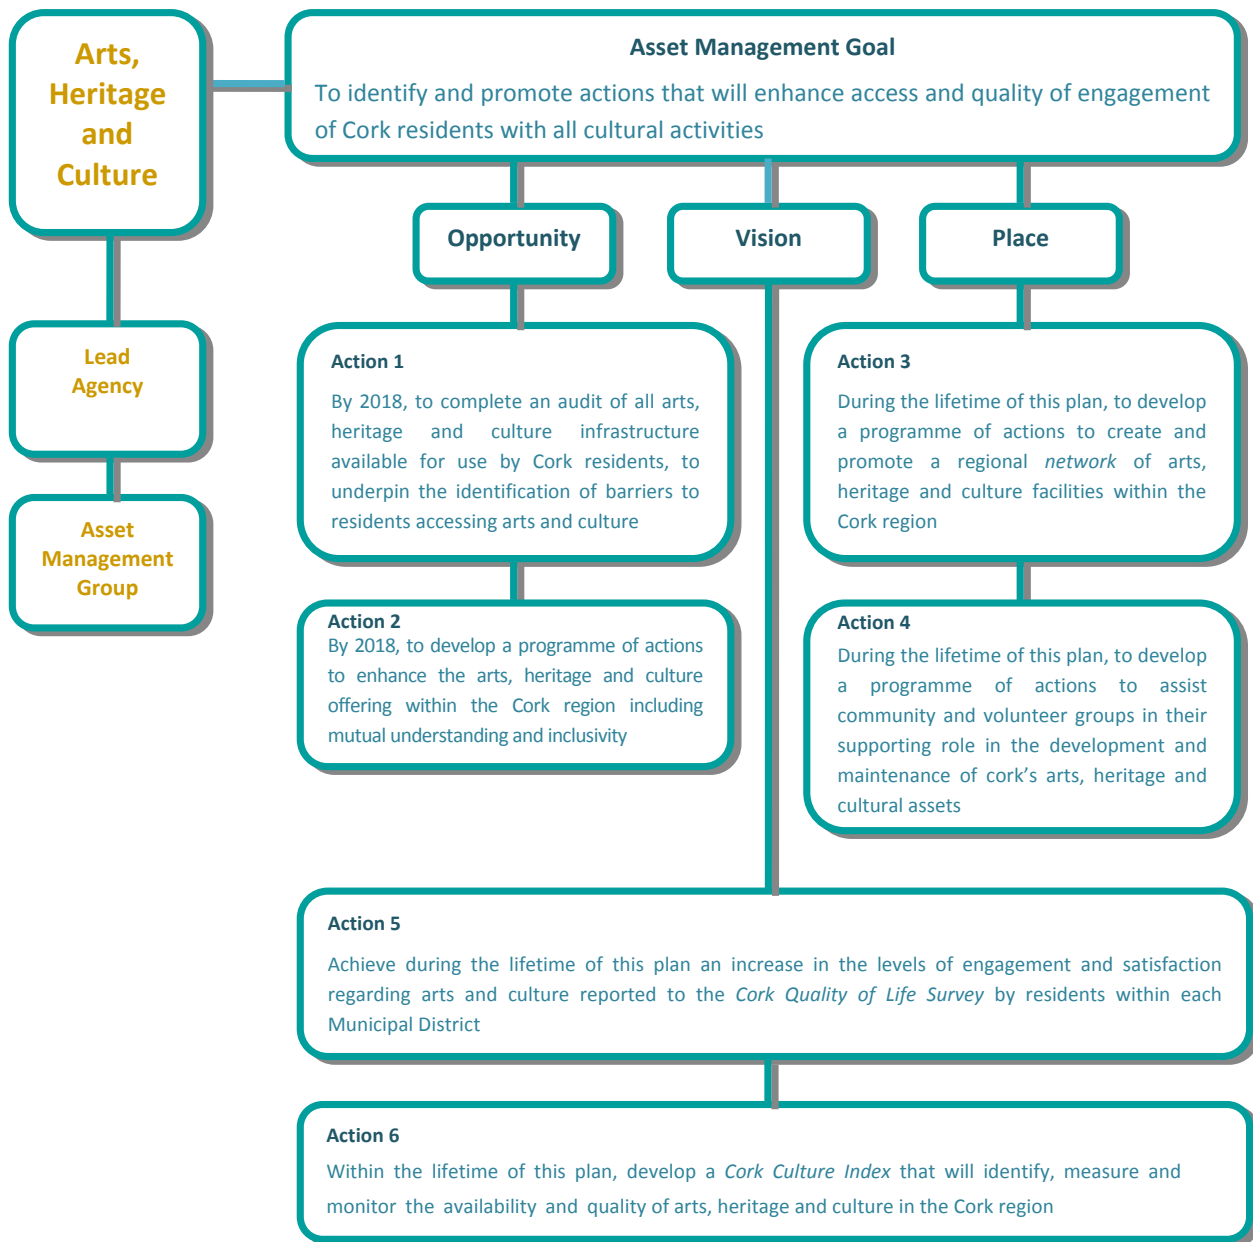 Arts,
Heritage
and
Culture
Asset Management Goal
To identify and promote actions that will enhance access and quality of engagement
of Cork residents with all cultural activities
Opportunity
Vision
Place
Lead
Agency
Asset
Management
Group
Action 1
By 2018, to complete an audit of all arts,
heritage and culture infrastructure
available for use by Cork residents, to
underpin the identification of barriers to
residents accessing arts and culture
Action 2
By 2018, to develop a programme of actions
to enhance the arts, heritage and culture
offering within the Cork region including
mutual understanding and inclusivity
Action 3
During the lifetime of this plan, to develop
a programme of actions to create and
promote a regional network of arts,
heritage and culture facilities within the
Cork region
Action 4
During the lifetime of this plan, to develop
a programme of actions to assist
community and volunteer groups in their
supporting role in the development and
maintenance of cork's arts, heritage and
cultural assets
Action 5
Achieve during the lifetime of this plan an increase in the levels of engagement and satisfaction
regarding arts and culture reported to the Cork Quality of Life Survey by residents within each
Municipal District
Action 6
Within the lifetime of this plan, develop a Cork Culture Index that will identify, measure and
monitor the availability and quality of arts, heritage and culture in the Cork region